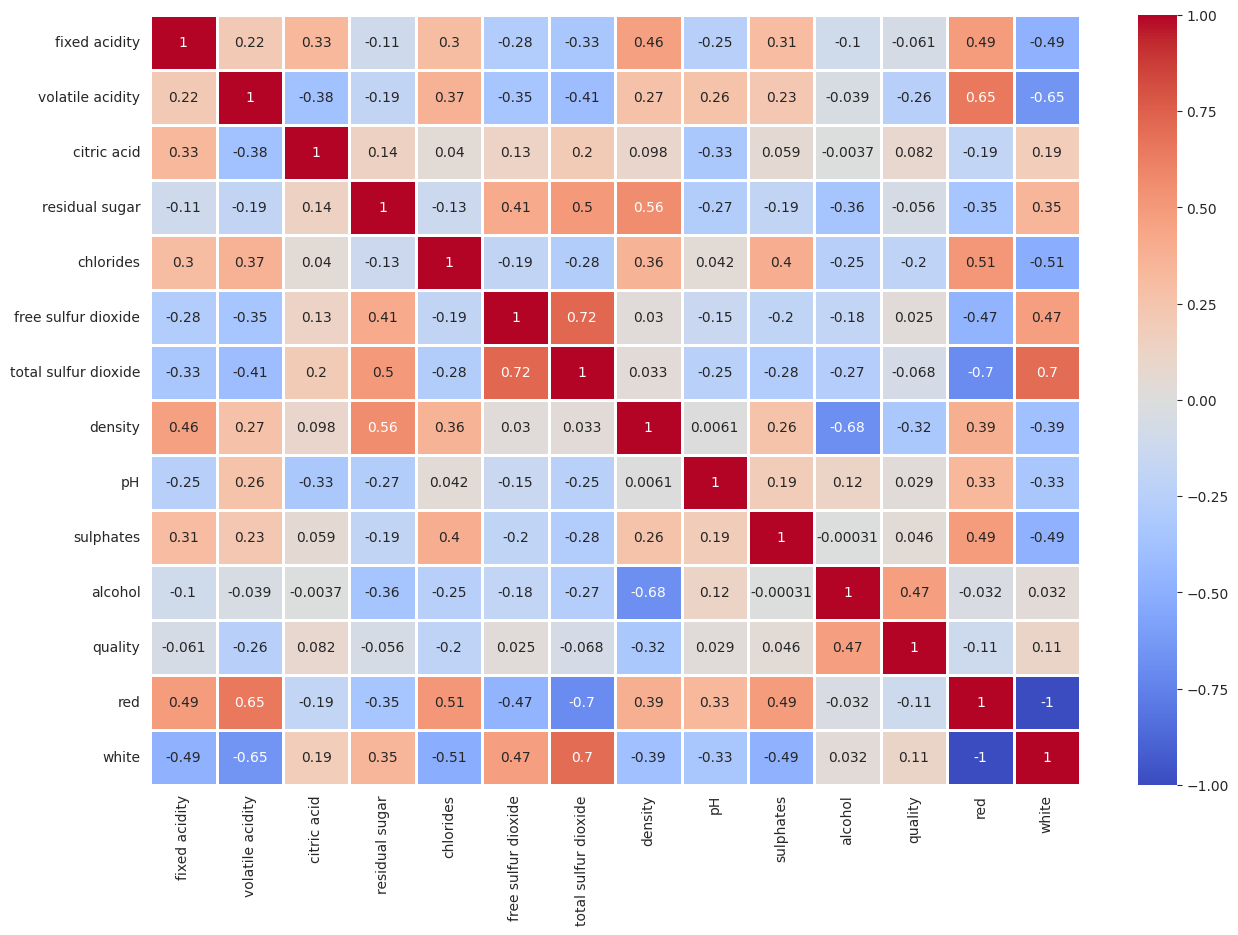 fixed acidity 1 0.22 0.33 -0.11 0.3 -0.28 -0.33 0.46 -0.25 0.31 -0.1 -0.061 0.49 -0.49
volatile acidity 0.22 1 -0.38 -0.19 0.37 -0.35 -0.41 0.27 0.26 0.23 -0.039 -0.26 0.65 -0.65
citric acid 0.33 -0.38 1 0.14 0.04 0.13 0.2 0.098 -0.33 0.059 -0.0037 0.082 -0.19 0.19
residual sugar -0.11 -0.19 0.14 1 -0.13 0.41 0.5 0.56 -0.27 -0.19 -0.36 -0.056 -0.35 0.35
chlorides 0.3 0.37 0.04 -0.13 1 -0.19 -0.28 0.36 0.042 0.4 -0.25 -0.2 0.51 -0.51
free sulfur dioxide -0.28 -0.35 0.13 0.41 -0.19 1 0.72 0.03 -0.15 -0.2 -0.18 0.025 -0.47 0.47
total sulfur dioxide -0.33 -0.41 0.2 0.5 -0.28 0.72 1 0.033 -0.25 -0.28 -0.27 -0.068 -0.7 0.7
density 0.46 0.27 0.098 0.56 0.36 0.03 0.033 1 0.0061 0.26 -0.68 -0.32 0.39 -0.39
pH -0.25 0.26 -0.33 -0.27 0.042 -0.15 -0.25 0.0061 1 0.19 0.12 0.029 0.33 -0.33
sulphates 0.31 0.23 0.059 -0.19 0.4 -0.2 -0.28 0.26 0.19 1 -0.00031 0.046 0.49 -0.49
alcohol -0.1 -0.039 -0.0037 -0.36 -0.25 -0.18 -0.27 -0.68 0.12 -0.00031 1 0.47 -0.032 0.032
quality -0.061 -0.26 0.082 -0.056 -0.2 0.025 -0.068 -0.32 0.029 0.046 0.47 1 -0.11 0.11
red 0.49 0.65 -0.19 -0.35 0.51 -0.47 -0.7 0.39 0.33 0.49 -0.032 -0.11 1 -1
white -0.49 -0.65 0.19 0.35 -0.51 0.47 0.7 -0.39 -0.33 -0.49 0.032 0.11 -1 1
fixed acidity
volatile acidity
citric acid
residual sugar
chlorides
free sulfur dioxide
total sulfur dioxide
density
pH
sulphates
alcohol
quality
red
white
1.00
0.75
0.50
0.25
0.00
−0.25
−0.50
−0.75
−1.00